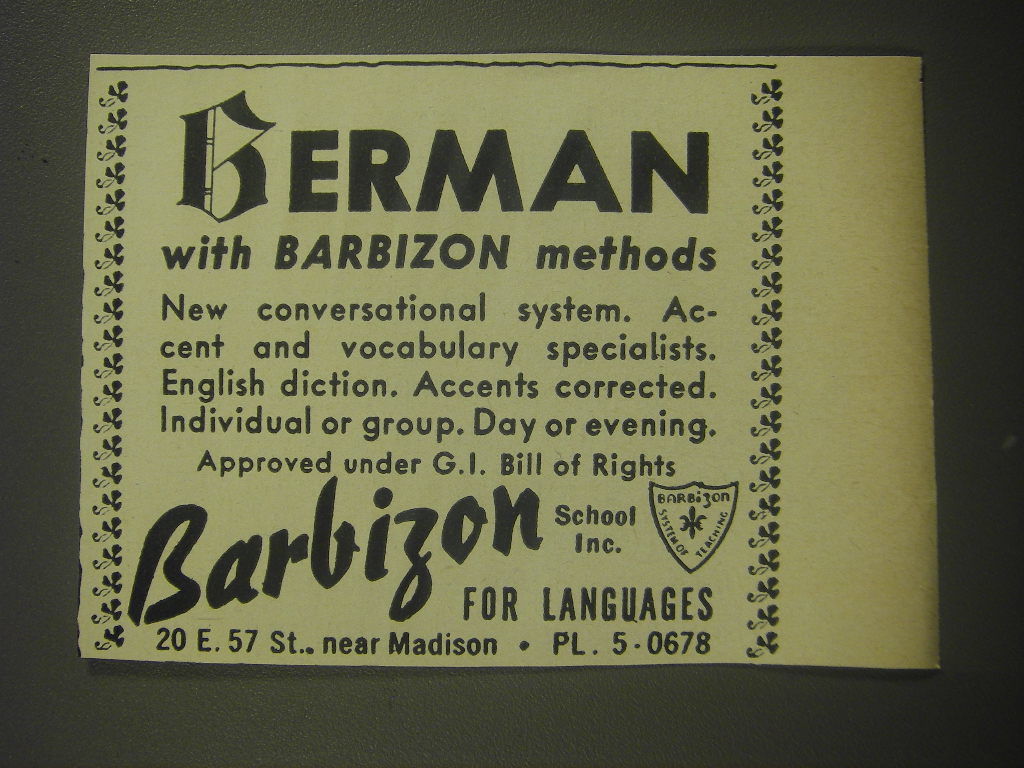 GERMAN
with BARBIZON methods
New conversational system. Ac-
cent and vocabulary specialists.
English diction. Accents corrected.
Individual or group. Day or evening.
Approved under G.I. Bill of Rights
Barbizon School Inc.
BARBIZON
SYSTEM OF TEACHING
FOR LANGUAGES
20 E. 57 St., near Madison • PL. 5-0678